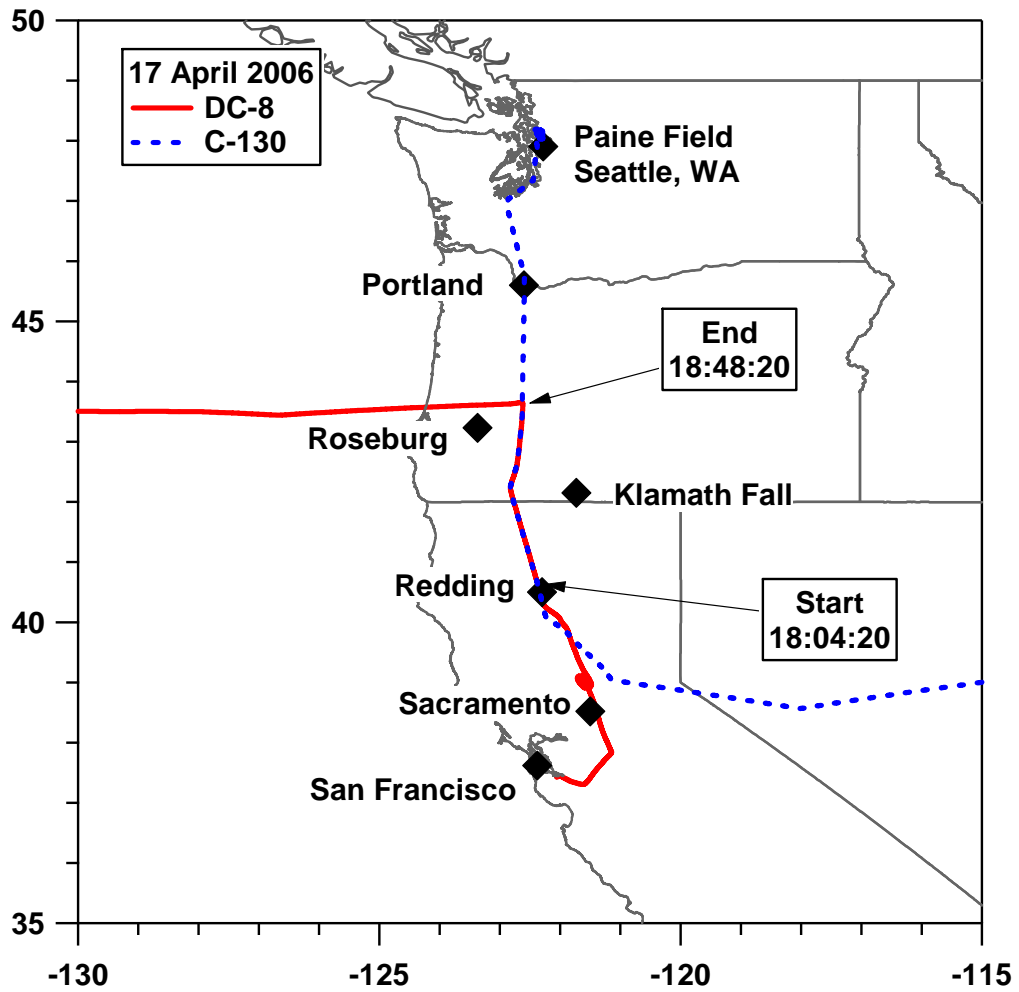 50
17 April 2006
DC-8
C-130
Paine Field
Seattle, WA
Portland
45
End
18:48:20
Roseburg
Klamath Fall
Redding
40
Start
18:04:20
Sacramento
San Francisco
35
-130
-125
-120
-115